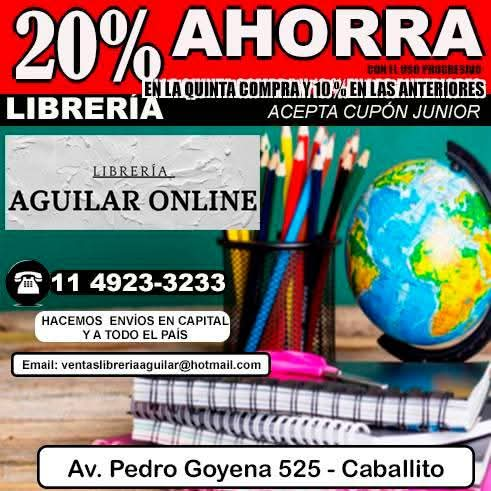 20% AHORRA
CON EL USO PROGRESIVO
EN LA QUINTA COMPRA Y 10% EN LAS ANTERIORES
LIBRERÍA
ACEPTA CUPÓN JUNIOR
LIBRERÍA
AGUILAR ONLINE
11 4923-3233
HACEMOS ENVÍOS EN CAPITAL
Y A TODO EL PAÍS
Email: ventaslibreriaaguilar@hotmail.com
Av. Pedro Goyena 525 - Caballito